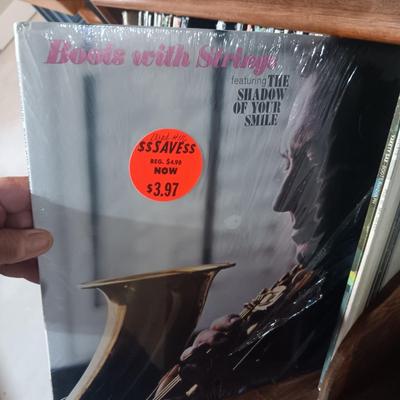 Boots with Strings
featuring THE
SHADOW
OF YOUR
SMILE
$$SAVE$$
REG. $4.98
NOW
$3.97